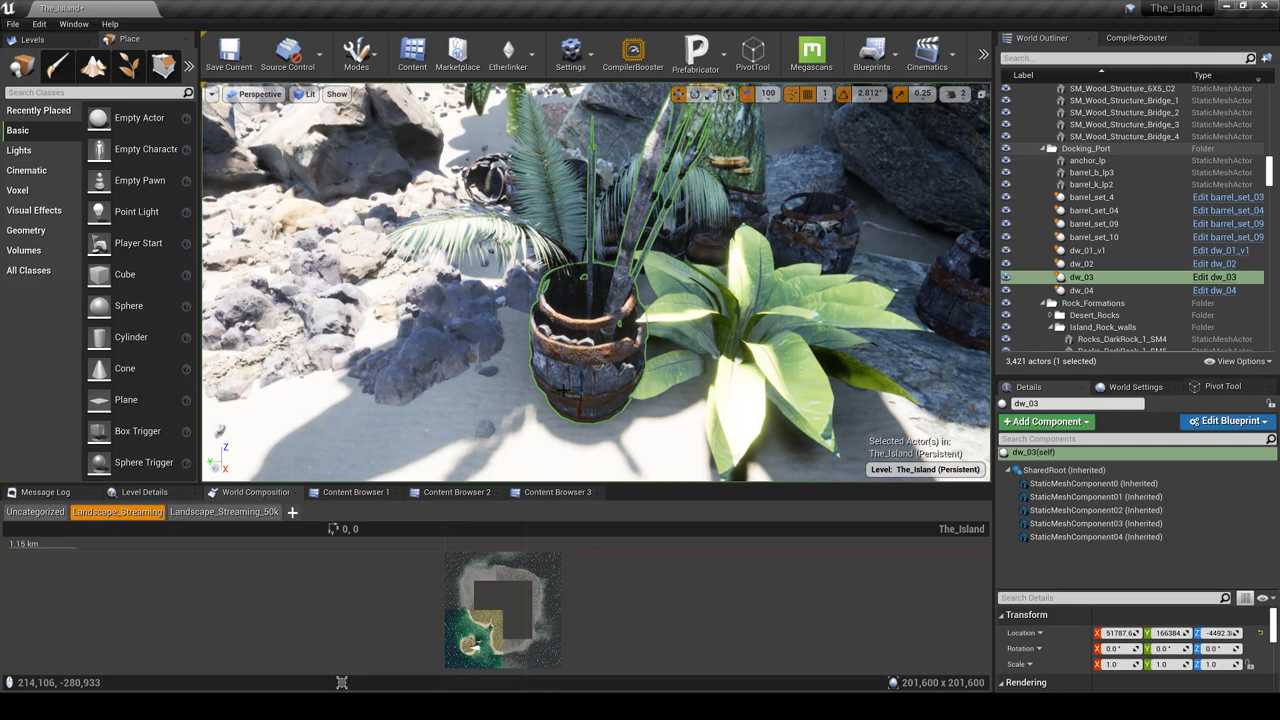 The_Island*
The_Island
File Edit Window Help
Levels
Place
Search Classes
Recently Placed
Basic
Lights
Cinematic
Voxel
Visual Effects
Geometry
Volumes
All Classes
Empty Actor
Empty Characte
Empty Pawn
Point Light
Player Start
Cube
Sphere
Cylinder
Cone
Plane
Box Trigger
Sphere Trigger
Save Current
Source Control
Modes
Content
Marketplace
Etherlinker
Settings
CompilerBooster
Prefabricator
PivotTool
Megascans
Blueprints
Cinematics
Perspective
Lit
Show
100
1
2.812°
0.25
2
Z
Y
X
Selected Actor(s) in:
The_Island (Persistent)
Level: The_Island (Persistent)
World Outliner
CompilerBooster
Search...
Label Type
SM_Wood_Structure_6X5_C2 StaticMeshActor
SM_Wood_Structure_Bridge_1 StaticMeshActor
SM_Wood_Structure_Bridge_2 StaticMeshActor
SM_Wood_Structure_Bridge_3 StaticMeshActor
SM_Wood_Structure_Bridge_4 StaticMeshActor
Docking_Port Folder
anchor_lp StaticMeshActor
barrel_b_lp3 StaticMeshActor
barrel_k_lp2 StaticMeshActor
barrel_set_4 Edit barrel_set_03
barrel_set_04 Edit barrel_set_04
barrel_set_09 Edit barrel_set_09
barrel_set_10 Edit barrel_set_09
dw_01_v1 Edit dw_01_v1
dw_02 Edit dw_02
dw_03 Edit dw_03
dw_04 Edit dw_04
Rock_Formations Folder
Desert_Rocks Folder
Island_Rock_walls Folder
Rocks_DarkRock_1_SM4 StaticMeshActor
Rocks_DarkRock_1_SM5 StaticMeshActor
3,421 actors (1 selected) View Options
Details
World Settings
Pivot Tool
dw_03
+Add Component
Edit Blueprint
Search Components
dw_03(self)
SharedRoot (Inherited)
StaticMeshComponent0 (Inherited)
StaticMeshComponent01 (Inherited)
StaticMeshComponent02 (Inherited)
StaticMeshComponent03 (Inherited)
StaticMeshComponent04 (Inherited)
Search Details
Transform
Location X 51787.6 Y 166384. Z -4492.3
Rotation X 0.0° Y 0.0° Z 0.0°
Scale X 1.0 Y 1.0 Z 1.0
Rendering
Message Log
Level Details
World Compositior
Content Browser 1
Content Browser 2
Content Browser 3
Uncategorized
Landscape_Streaming
Landscape_Streaming_50k
0, 0
The_Island
1.15 km
214,106, -280,933
201,600 x 201,600